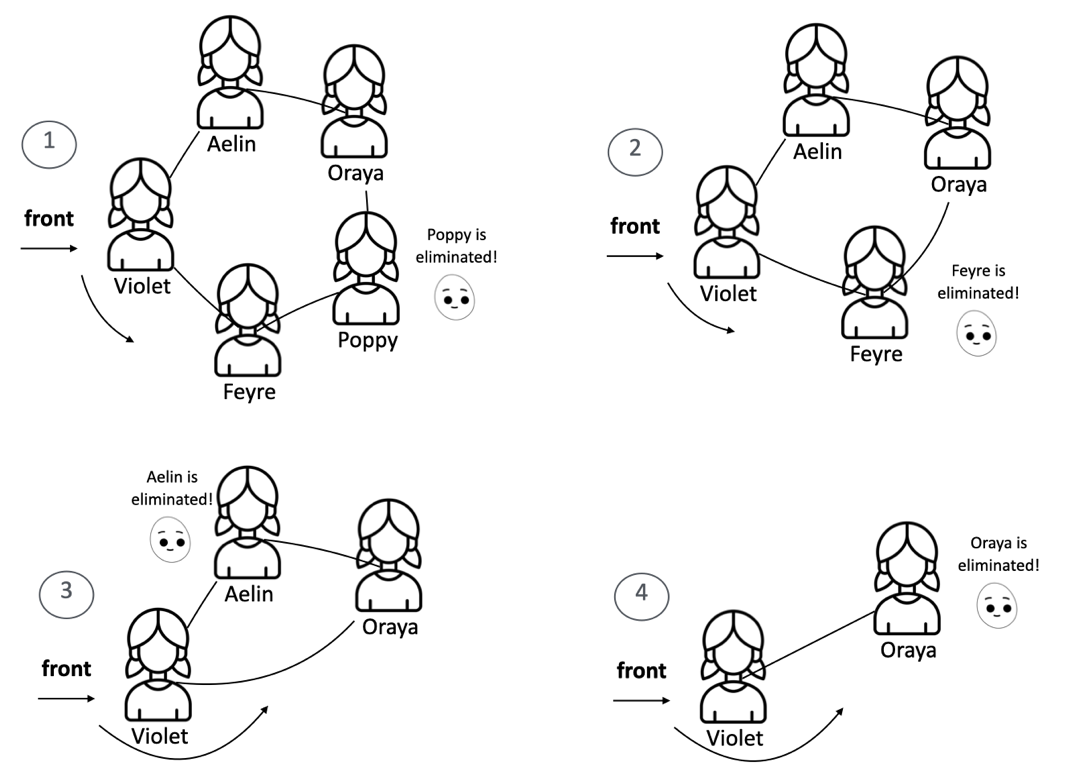 1
Aelin
Oraya
front
Violet
Poppy is
eliminated!
Poppy
Feyre
2
Aelin
Oraya
front
Violet
Feyre is
eliminated!
Feyre
3
Aelin is
eliminated!
Aelin
Oraya
front
Violet
4
Oraya is
eliminated!
Oraya
front
Violet